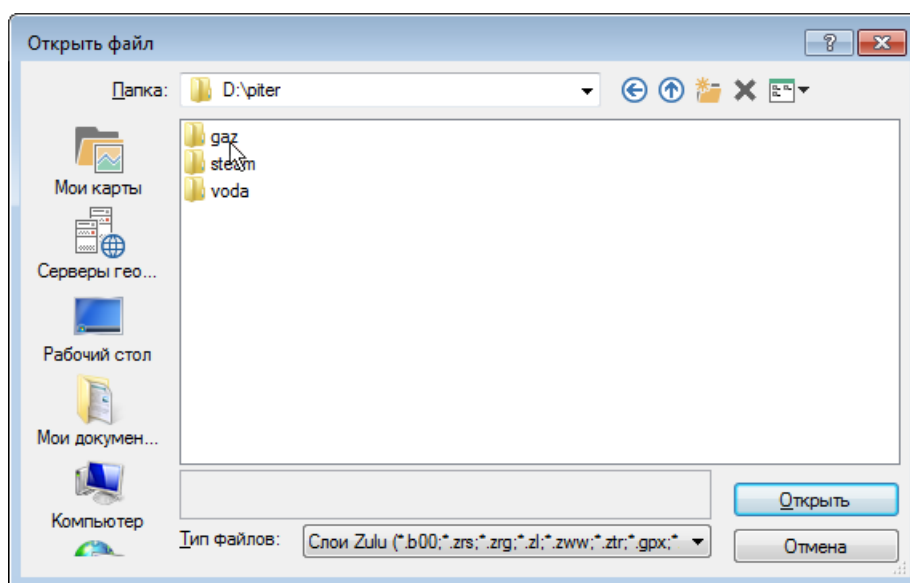 Открыть файл
Папка: D:\piter
gaz
steam
voda
Мои карты
Серверы гео...
Рабочий стол
Мои докумен...
Компьютер
Открыть
Тип файлов: Слои Zulu (*.b00;*.zrs;*.zrg;*.zl;*.zww;*.ztr;*.gpx;*
Отмена